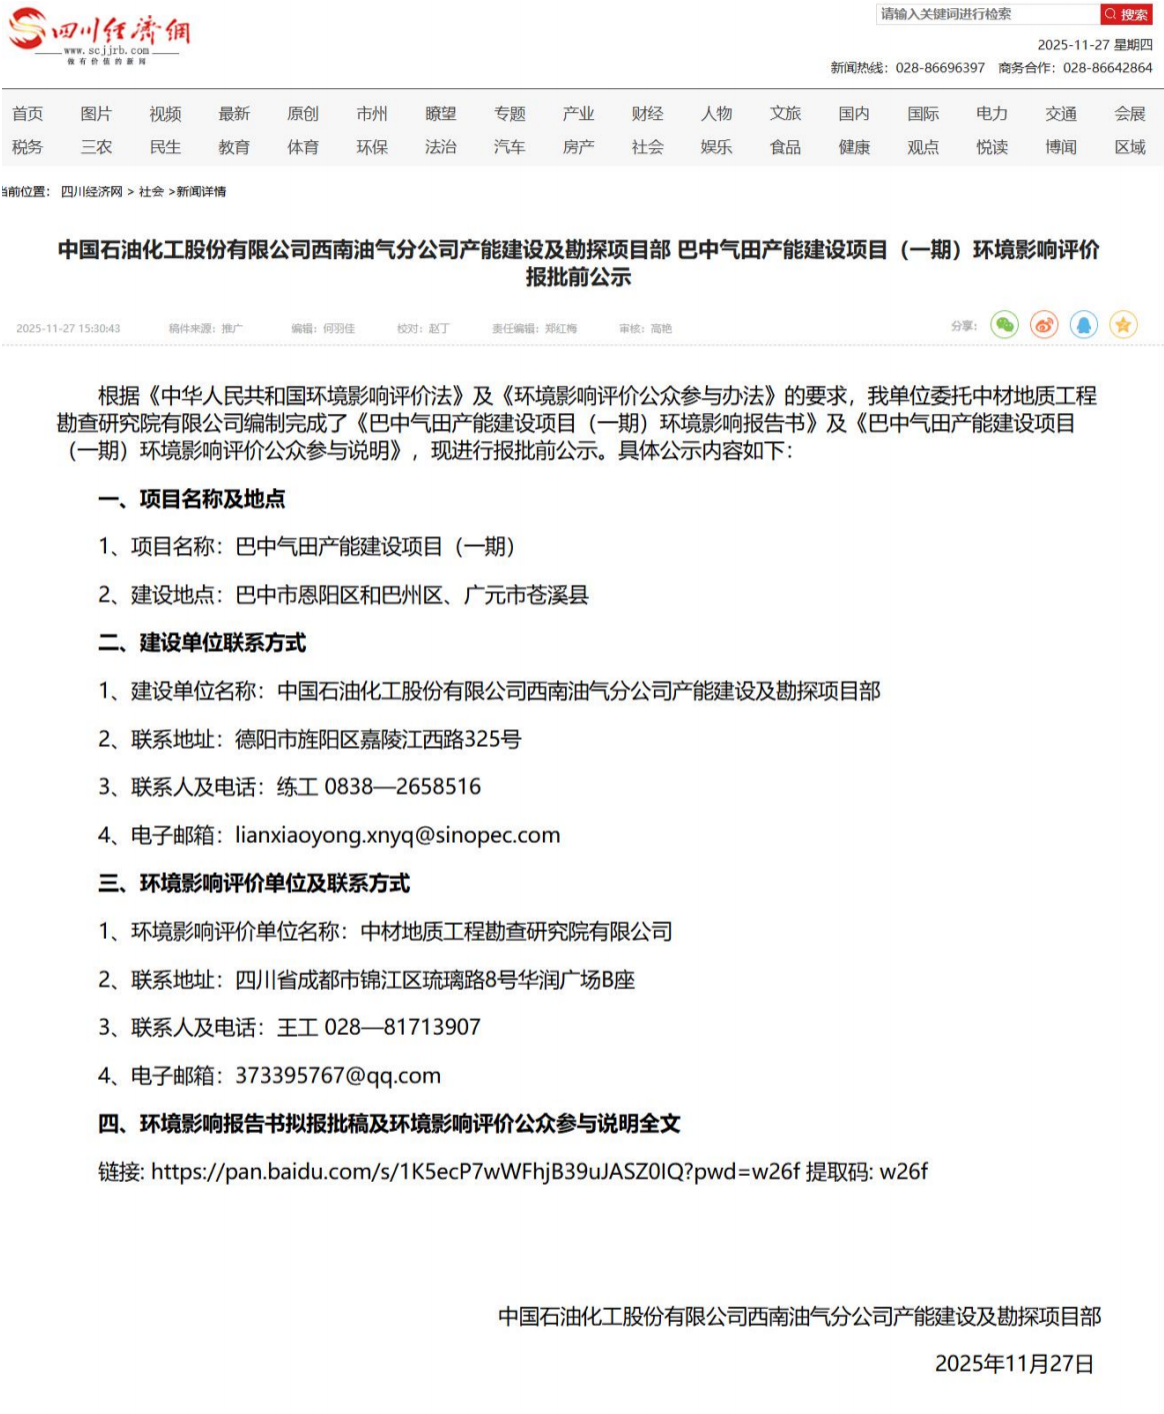 四川经濟網
www.scjjrb.com
做有价值的新闻
请输入关键词进行检索 搜索
2025-11-27 星期四
新闻热线：028-86696397 商务合作：028-86642864
首页 图片 视频 最新 原创 市州 瞭望 专题 产业 财经 人物 文旅 国内 国际 电力 交通 会展
税务 三农 民生 教育 体育 环保 法治 汽车 房产 社会 娱乐 食品 健康 观点 悦读 博闻 区域
当前位置： 四川经济网 > 社会 >新闻详情
中国石油化工股份有限公司西南油气分公司产能建设及勘探项目部 巴中气田产能建设项目（一期）环境影响评价
报批前公示
2025-11-27 15:30:43 稿件来源：推广 编辑：何羽佳 校对：赵丁 责任编辑：郑红梅 审核：高艳 分享：
根据《中华人民共和国环境影响评价法》及《环境影响评价公众参与办法》的要求，我单位委托中材地质工程
勘查研究院有限公司编制完成了《巴中气田产能建设项目（一期）环境影响报告书》及《巴中气田产能建设项目
（一期）环境影响评价公众参与说明》，现进行报批前公示。具体公示内容如下：
一、项目名称及地点
1、项目名称：巴中气田产能建设项目（一期）
2、建设地点：巴中市恩阳区和巴州区、广元市苍溪县
二、建设单位联系方式
1、建设单位名称：中国石油化工股份有限公司西南油气分公司产能建设及勘探项目部
2、联系地址：德阳市旌阳区嘉陵江西路325号
3、联系人及电话：练工 0838—2658516
4、电子邮箱：lianxiaoyong.xnyq@sinopec.com
三、环境影响评价单位及联系方式
1、环境影响评价单位名称：中材地质工程勘查研究院有限公司
2、联系地址：四川省成都市锦江区琉璃路8号华润广场B座
3、联系人及电话：王工 028—81713907
4、电子邮箱：373395767@qq.com
四、环境影响报告书拟报批稿及环境影响评价公众参与说明全文
链接: https://pan.baidu.com/s/1K5ecP7wWFhjB39uJASZ0IQ?pwd=w26f 提取码: w26f
中国石油化工股份有限公司西南油气分公司产能建设及勘探项目部
2025年11月27日